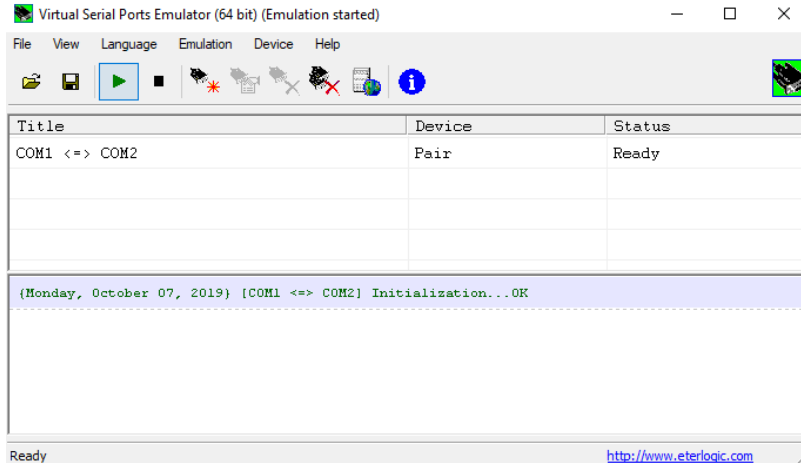 Virtual Serial Ports Emulator (64 bit) (Emulation started)
File View Language Emulation Device Help
Title Device Status
COM1 <=> COM2 Pair Ready
{Monday, October 07, 2019} [COM1 <=> COM2] Initialization...OK
Ready http://www.eterlogic.com